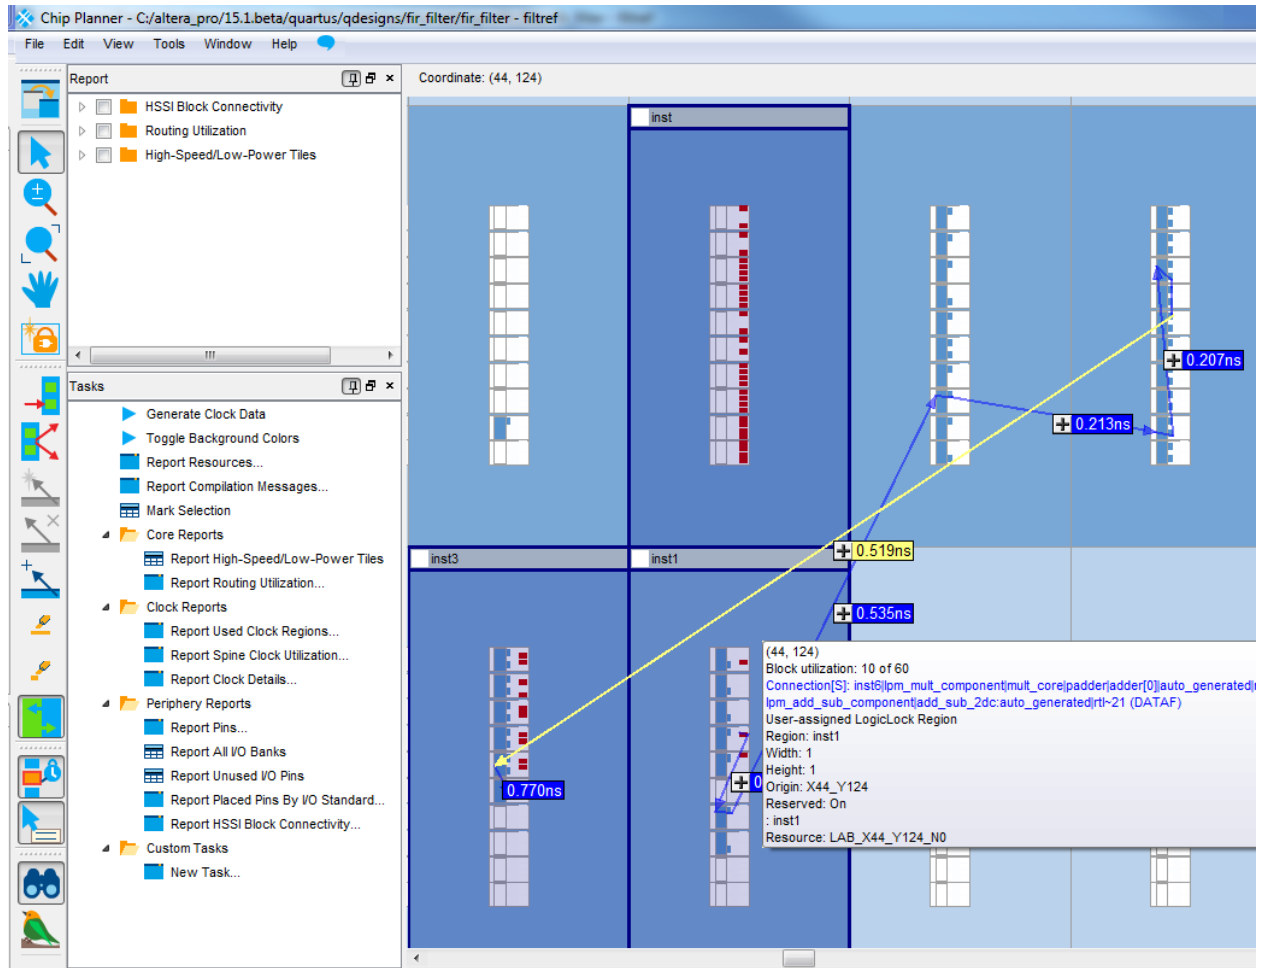 Chip Planner - C:/altera_pro/15.1.beta/quartus/qdesigns/fir_filter/fir_filter - filtref
File Edit View Tools Window Help
Report
HSSI Block Connectivity
Routing Utilization
High-Speed/Low-Power Tiles
Tasks
Generate Clock Data
Toggle Background Colors
Report Resources...
Report Compilation Messages...
Mark Selection
Core Reports
Report High-Speed/Low-Power Tiles
Report Routing Utilization...
Clock Reports
Report Used Clock Regions...
Report Spine Clock Utilization...
Report Clock Details...
Periphery Reports
Report Pins...
Report All I/O Banks
Report Unused I/O Pins
Report Placed Pins By I/O Standard...
Report HSSI Block Connectivity...
Custom Tasks
New Task...
Coordinate: (44, 124)
inst
0.207ns
0.213ns
inst3
inst1
0.519ns
0.535ns
0.770ns
(44, 124)
Block utilization: 10 of 60
Connection[S]: inst6|lpm_mult_component|mult_core|padder|adder[0]|auto_generated|
lpm_add_sub_component|add_sub_2dc:auto_generated|rtl~21 (DATAF)
User-assigned LogicLock Region
Region: inst1
Width: 1
Height: 1
Origin: X44_Y124
Reserved: On
: inst1
Resource: LAB_X44_Y124_N0